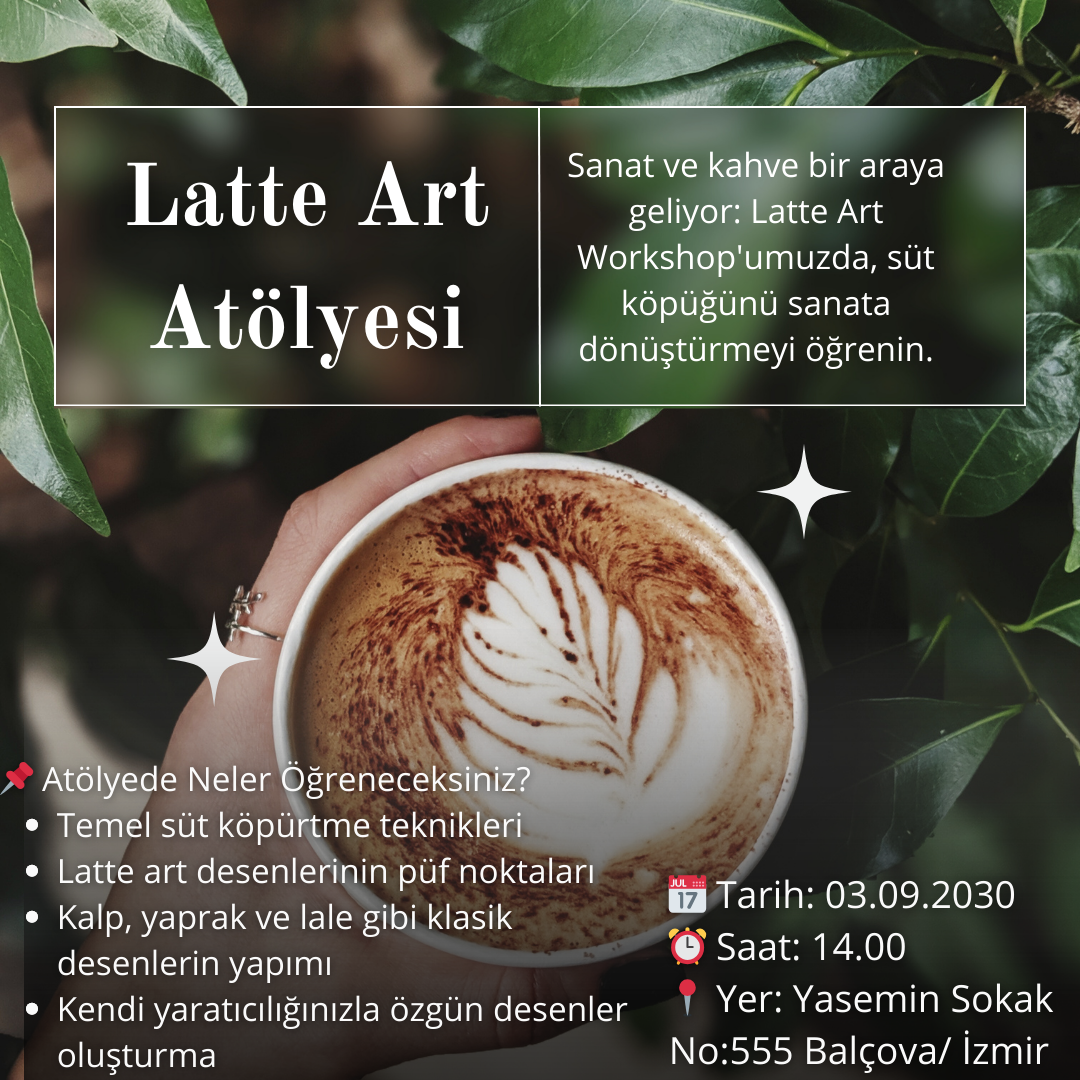 Latte Art
Atölyesi
Sanat ve kahve bir araya
geliyor: Latte Art
Workshop'umuzda, süt
köpüğünü sanata
dönüştürmeyi öğrenin.
📌 Atölyede Neler Öğreneceksiniz?
• Temel süt köpürtme teknikleri
• Latte art desenlerinin püf noktaları
• Kalp, yaprak ve lale gibi klasik
desenlerin yapımı
• Kendi yaratıcılığınızla özgün desenler
oluşturma
📅 Tarih: 03.09.2030
⏰ Saat: 14.00
📍 Yer: Yasemin Sokak
No:555 Balçova/ İzmir